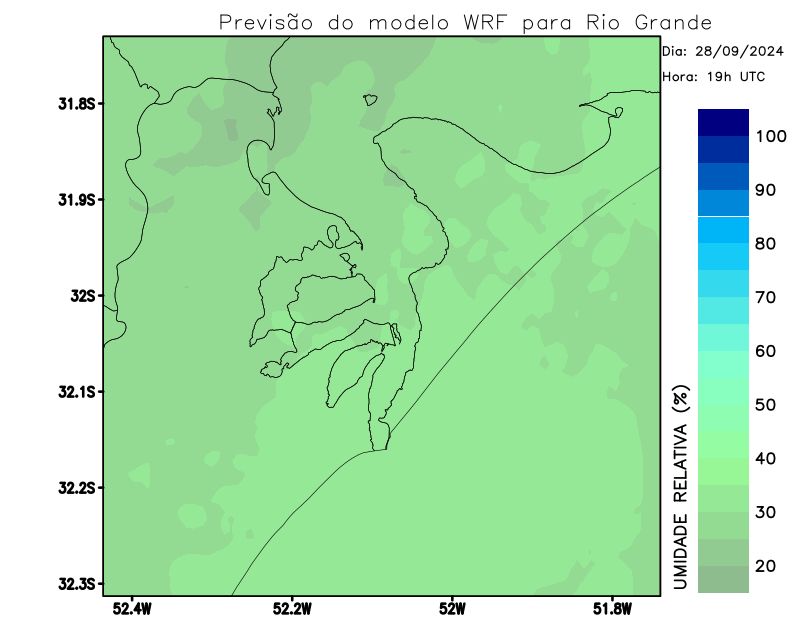 Previsão do modelo WRF para Rio Grande
Dia: 28/09/2024
Hora: 19h UTC
31.8S
31.9S
32S
32.1S
32.2S
32.3S
52.4W
52.2W
52W
51.8W
UMIDADE RELATIVA (%)
100
90
80
70
60
50
40
30
20